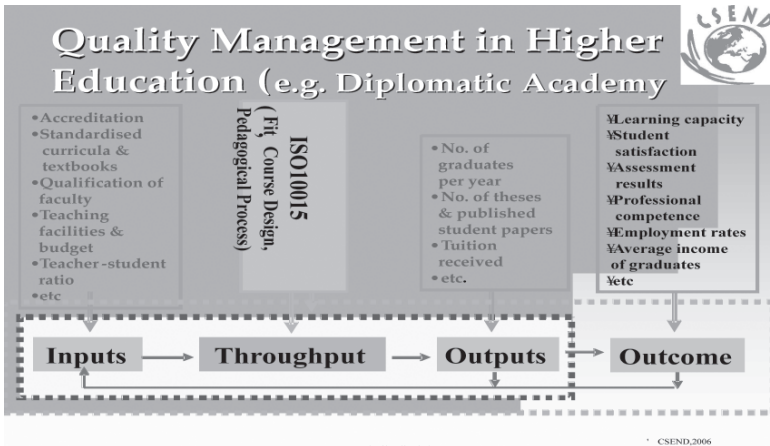 CSEND
Quality Management in Higher
Education (e.g. Diplomatic Academy
•Accreditation
•Standardised
curricula &
textbooks
•Qualification of
faculty
•Teaching
facilities &
budget
•Teacher-student
ratio
•etc
ISO10015
( Fit, Course Design,
Pedagogical Process)
•No. of
graduates
per year
•No. of theses
& published
student papers
•Tuition
received
•etc.
¥Learning capacity
¥Student
satisfaction
¥Assessment
results
¥Professional
competence
¥Employment rates
¥Average income
of graduates
¥etc
Inputs
Throughput
Outputs
Outcome
CSEND,2006